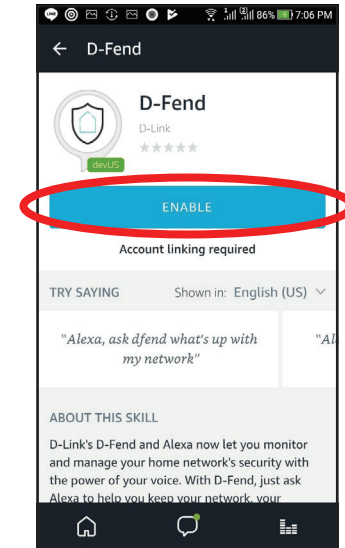 86% 7:06 PM
← D-Fend
D-Fend
D-Link
devUS
ENABLE
Account linking required
TRY SAYING Shown in: English (US)
"Alexa, ask dfend what's up with
my network"
"Al
ABOUT THIS SKILL
D-Link's D-Fend and Alexa now let you monitor
and manage your home network's security with
the power of your voice. With D-Fend, just ask
Alexa to help you keep your network, your